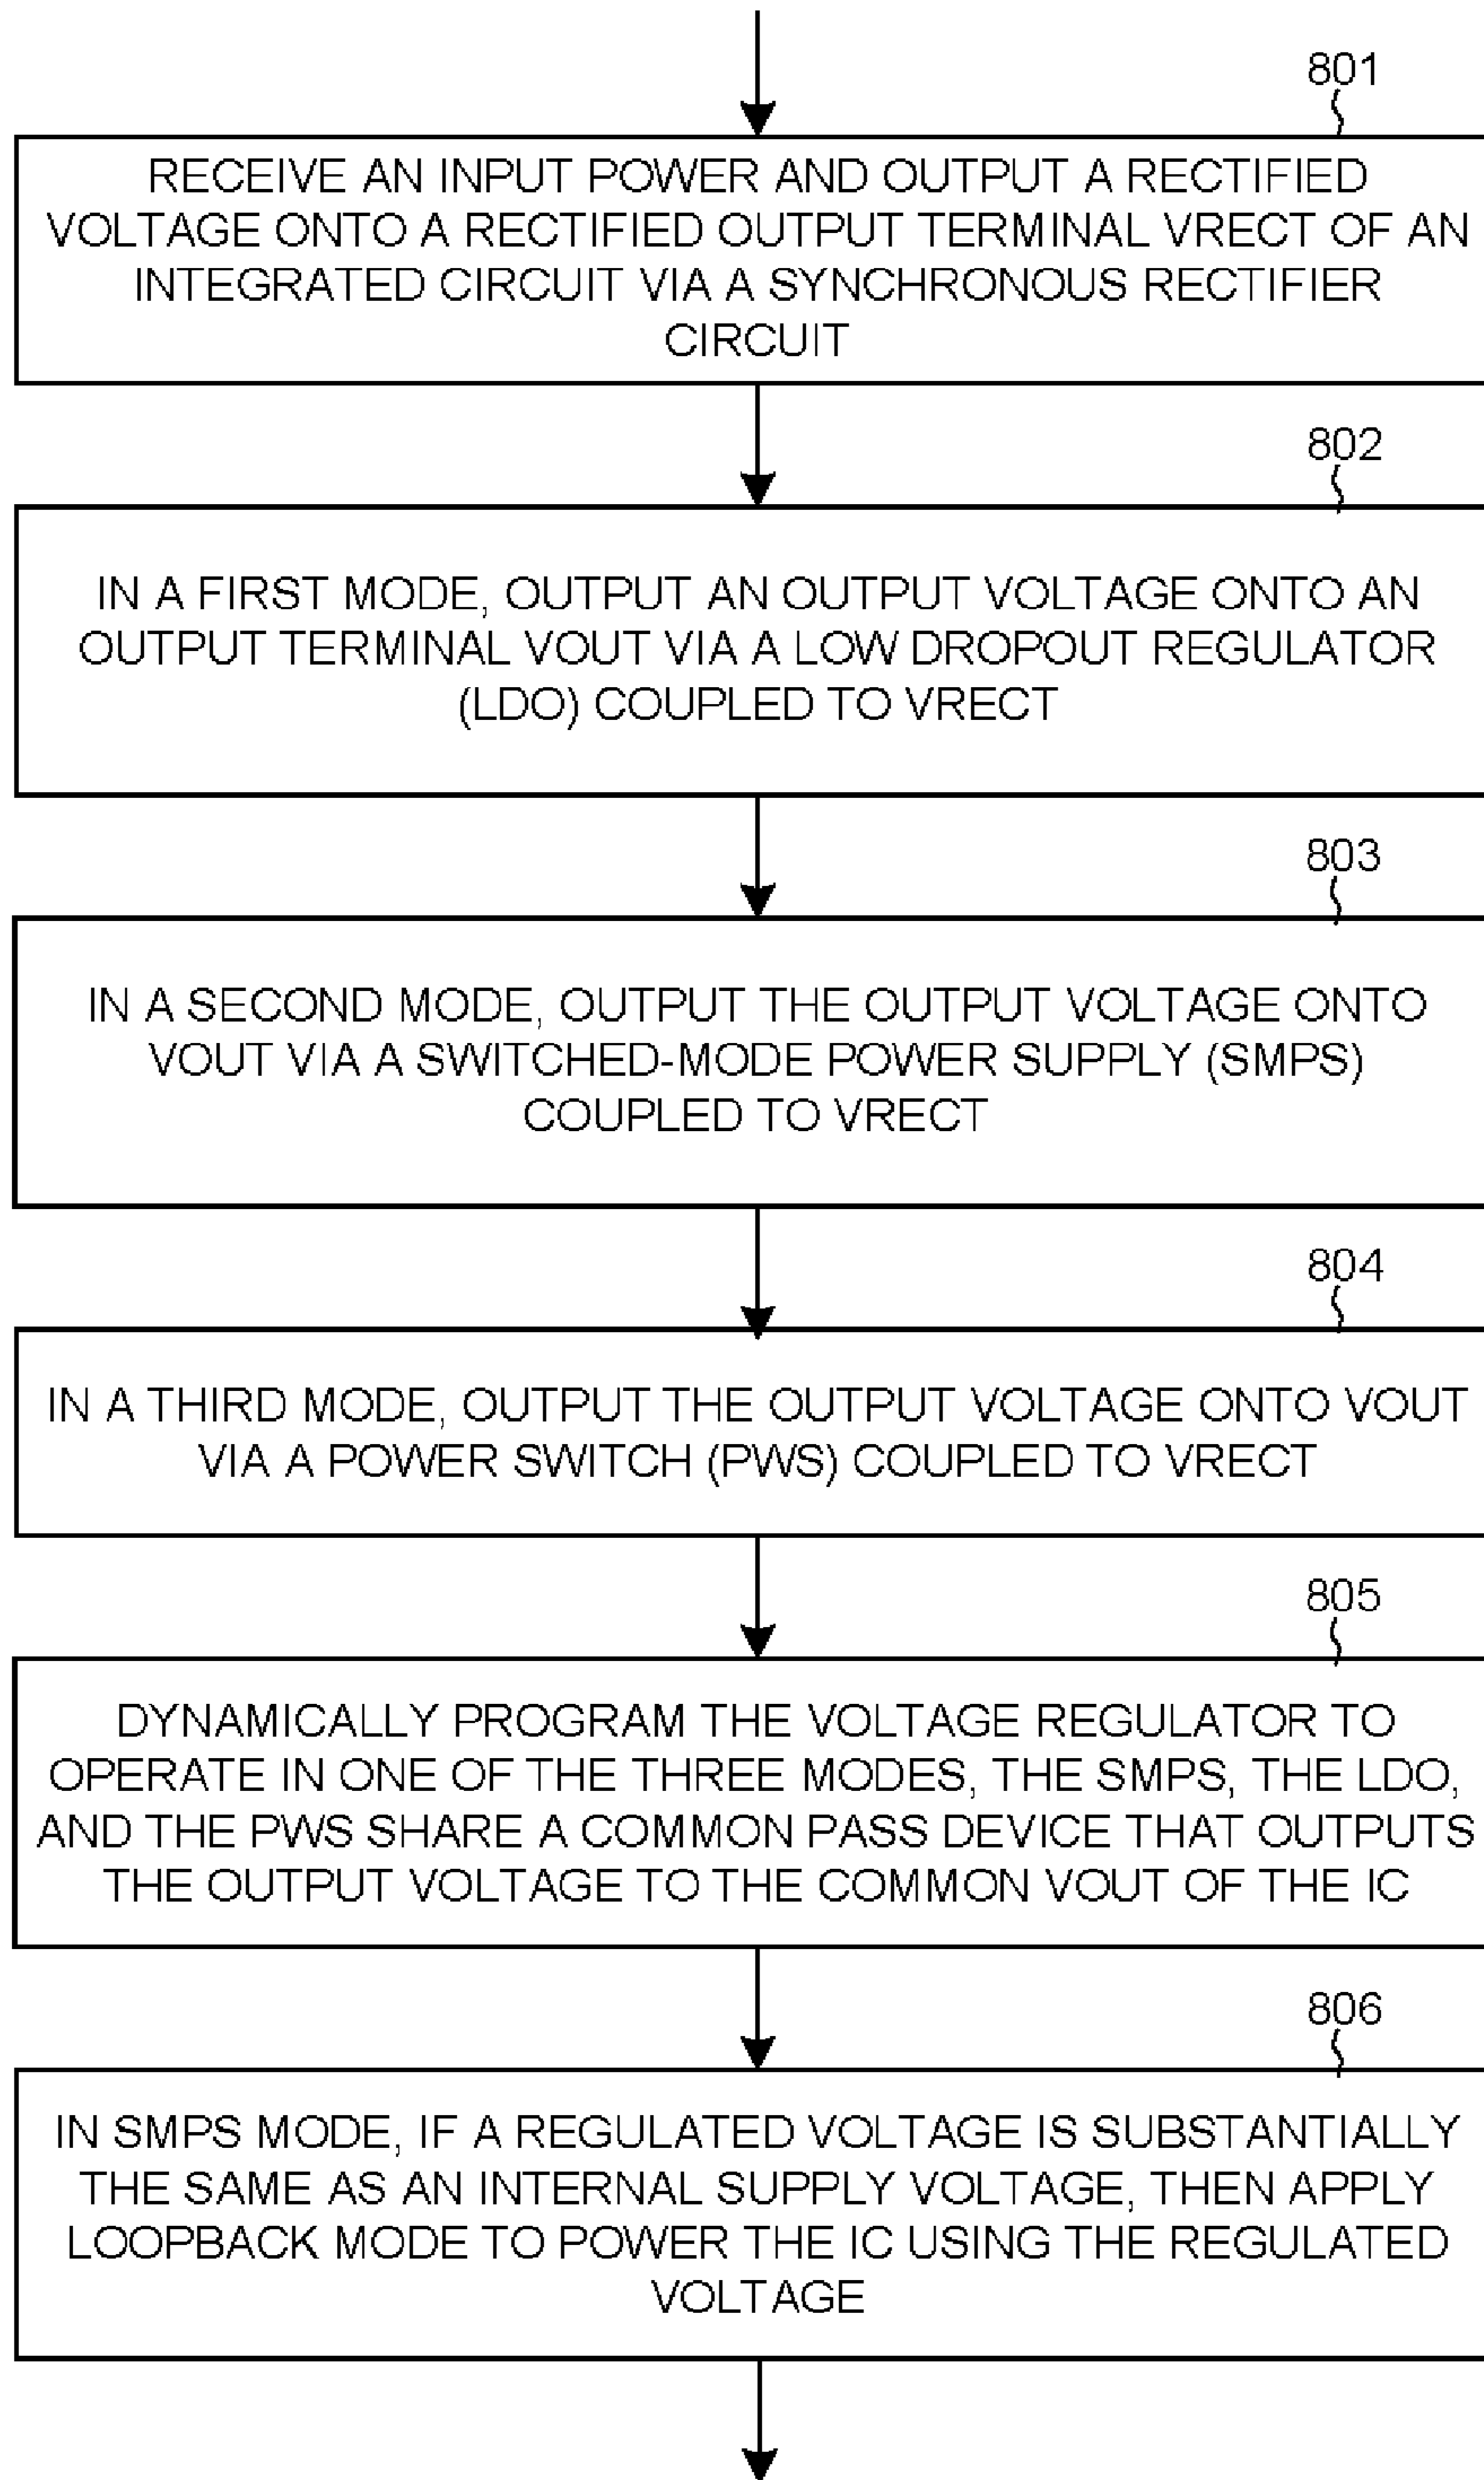 801
RECEIVE AN INPUT POWER AND OUTPUT A RECTIFIED
VOLTAGE ONTO A RECTIFIED OUTPUT TERMINAL VRECT OF AN
INTEGRATED CIRCUIT VIA A SYNCHRONOUS RECTIFIER
CIRCUIT
802
IN A FIRST MODE, OUTPUT AN OUTPUT VOLTAGE ONTO AN
OUTPUT TERMINAL VOUT VIA A LOW DROPOUT REGULATOR
(LDO) COUPLED TO VRECT
803
IN A SECOND MODE, OUTPUT THE OUTPUT VOLTAGE ONTO
VOUT VIA A SWITCHED-MODE POWER SUPPLY (SMPS)
COUPLED TO VRECT
804
IN A THIRD MODE, OUTPUT THE OUTPUT VOLTAGE ONTO VOUT
VIA A POWER SWITCH (PWS) COUPLED TO VRECT
805
DYNAMICALLY PROGRAM THE VOLTAGE REGULATOR TO
OPERATE IN ONE OF THE THREE MODES, THE SMPS, THE LDO,
AND THE PWS SHARE A COMMON PASS DEVICE THAT OUTPUTS
THE OUTPUT VOLTAGE TO THE COMMON VOUT OF THE IC
806
IN SMPS MODE, IF A REGULATED VOLTAGE IS SUBSTANTIALLY
THE SAME AS AN INTERNAL SUPPLY VOLTAGE, THEN APPLY
LOOPBACK MODE TO POWER THE IC USING THE REGULATED
VOLTAGE